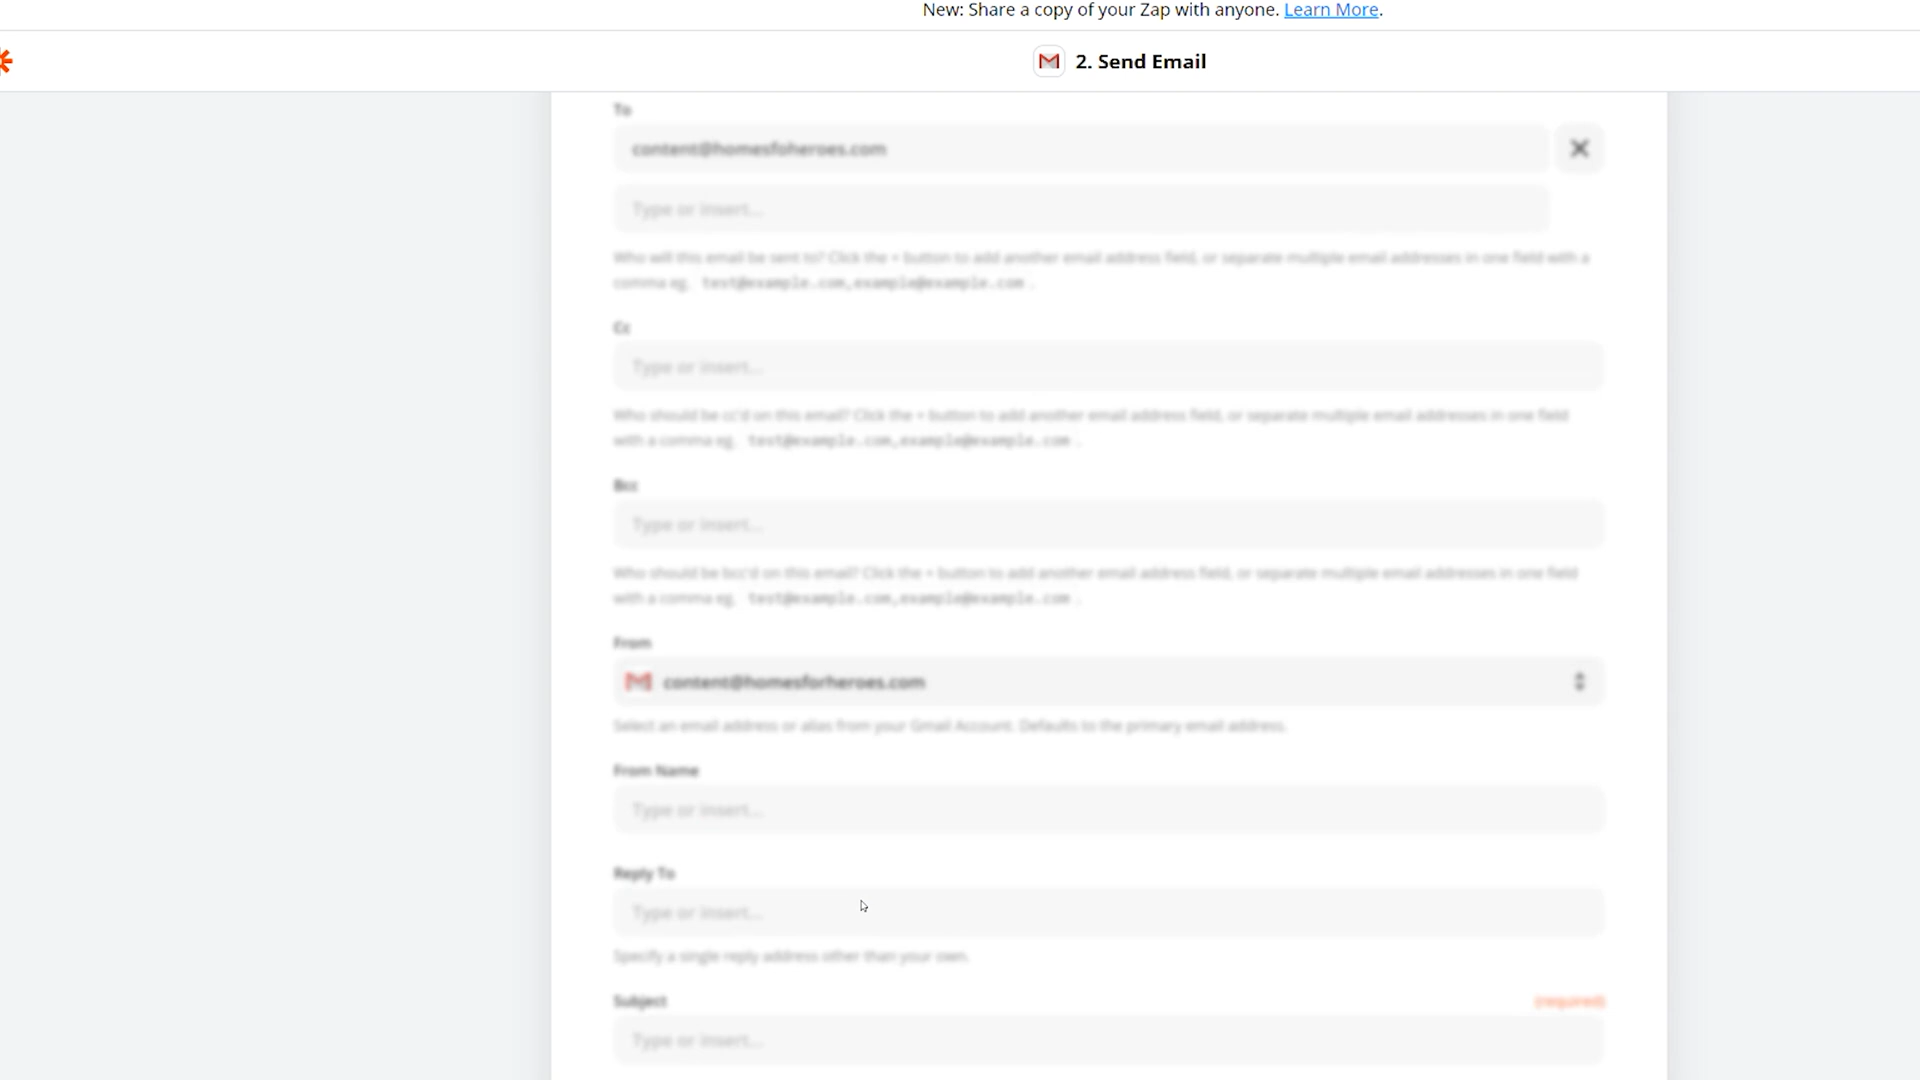 New: Share a copy of your Zap with anyone. Learn More.
2. Send Email
To
content@homesfoheroes.com
Type or insert...
Who will this email be sent to? Click the + button to add another email address field, or separate multiple email addresses in one field with a
comma eg. test@example.com,example@example.com .
Cc
Type or insert...
Who should be cc'd on this email? Click the + button to add another email address field, or separate multiple email addresses in one field
with a comma eg. test@example.com,example@example.com .
Bcc
Type or insert...
Who should be bcc'd on this email? Click the + button to add another email address field, or separate multiple email addresses in one field
with a comma eg. test@example.com,example@example.com .
From
content@homesforheroes.com
Select an email address or alias from your Gmail Account. Defaults to the primary email address.
From Name
Type or insert...
Reply To
Type or insert...
Specify a single reply address other than your own.
Subject (required)
Type or insert...